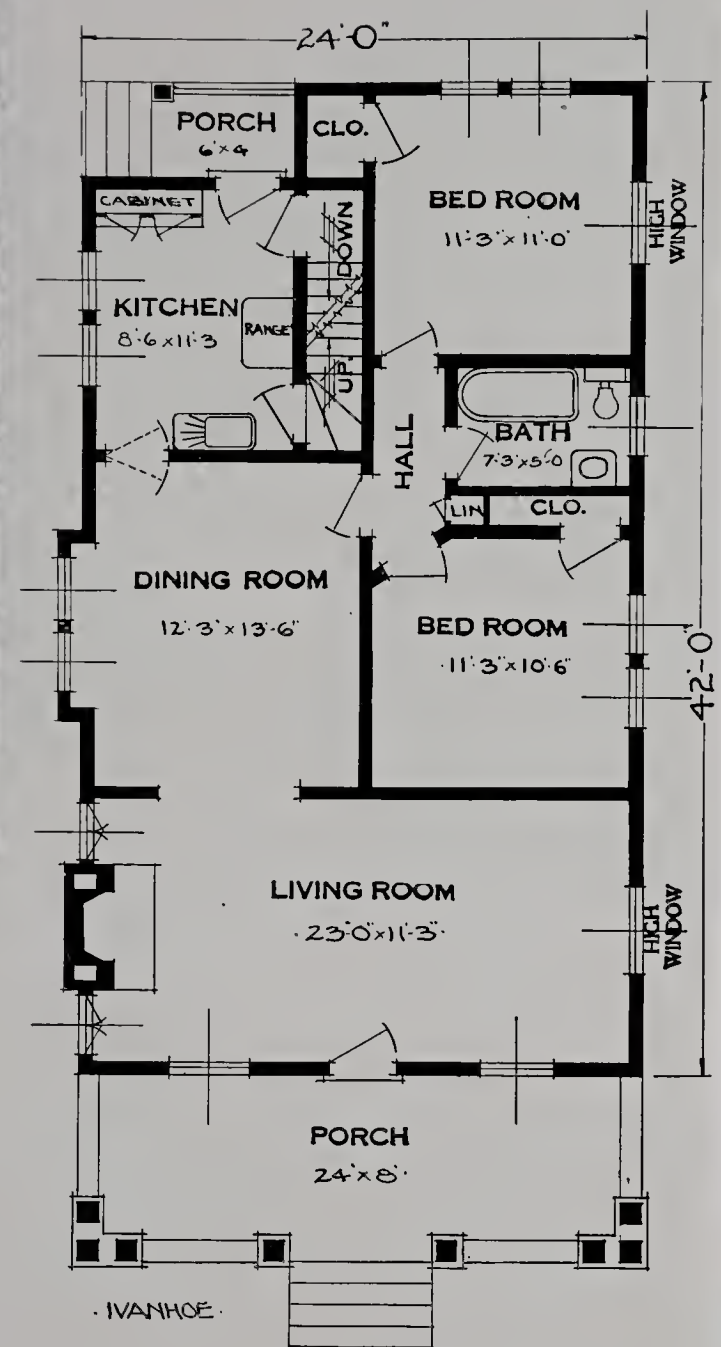 24'-0"
PORCH
6'x4'
CLO.
BED ROOM
11'-3"x11'-0"
HIGH
WINDOW
CABINET
DOWN
KITCHEN
8'-6x11'-3
RANGE
UP.
HALL
BATH
7'-3"x5'-0
LIN
CLO.
DINING ROOM
12'-3"x13'-6"
BED ROOM
11'-3"x10'-6"
42'-0"
LIVING ROOM
23'-0"x11'-3"
HIGH
WINDOW
PORCH
24'x8'
· IVANHOE ·